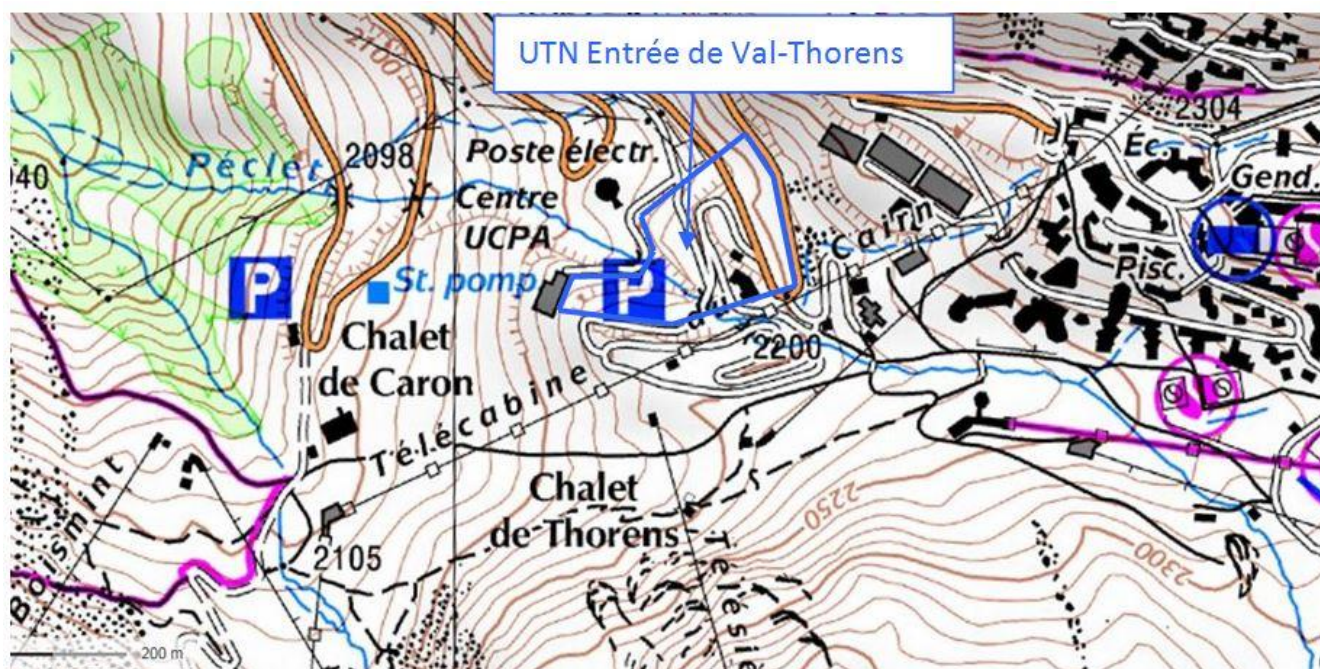 UTN Entrée de Val-Thorens
2100
2304
Poste électr.
Éc.
Péclet
2098
040
Gend.
Centre
UCPA
Cairn
Pisc.
P
St. pomp
P
2200
Chalet
de Caron
Télécabine
Chalet
de Thorens
2250
2300
Boismint
2105
Télésiè
200 m